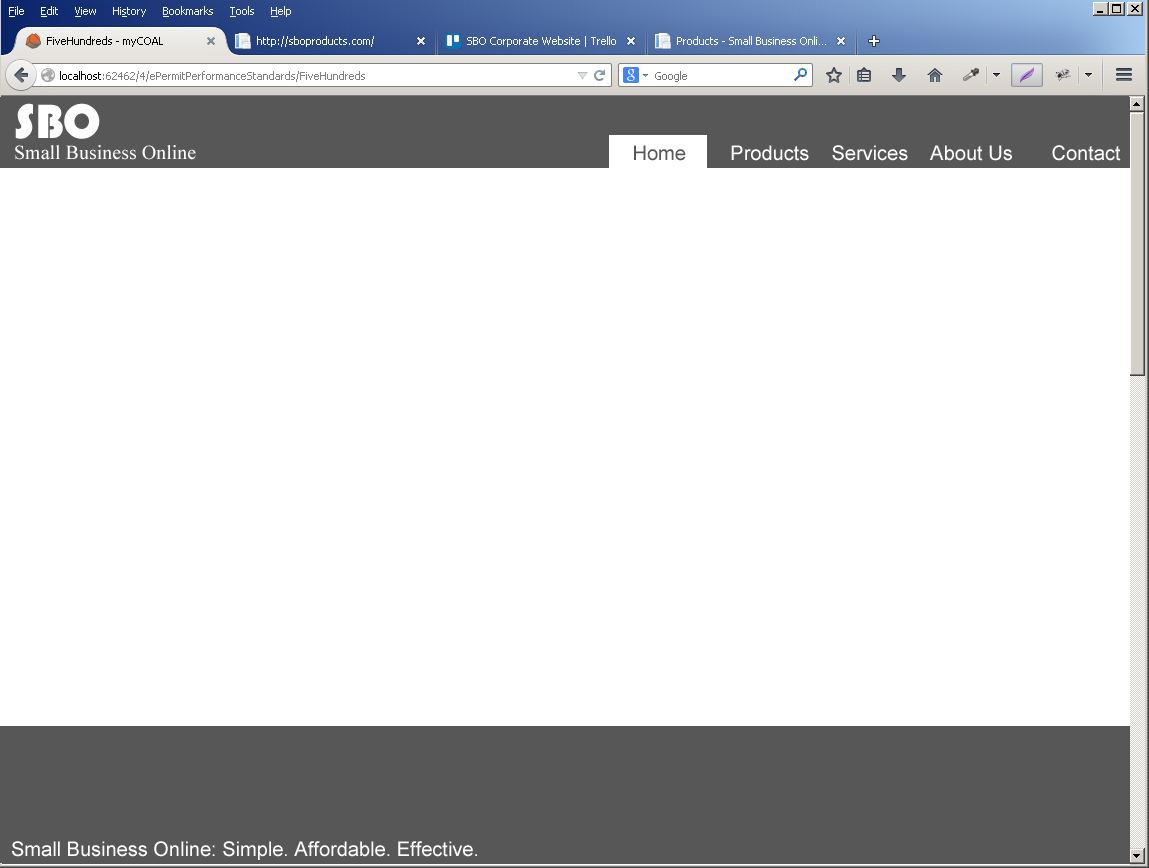 File Edit View History Bookmarks Tools Help
FiveHundreds - myCOAL
http://sboproducts.com/
SBO Corporate Website | Trello
Products - Small Business Onli...
localhost:62462/4/ePermitPerformanceStandards/FiveHundreds
8 Google
SBO
Small Business Online
Home Products Services About Us Contact
Small Business Online: Simple. Affordable. Effective.